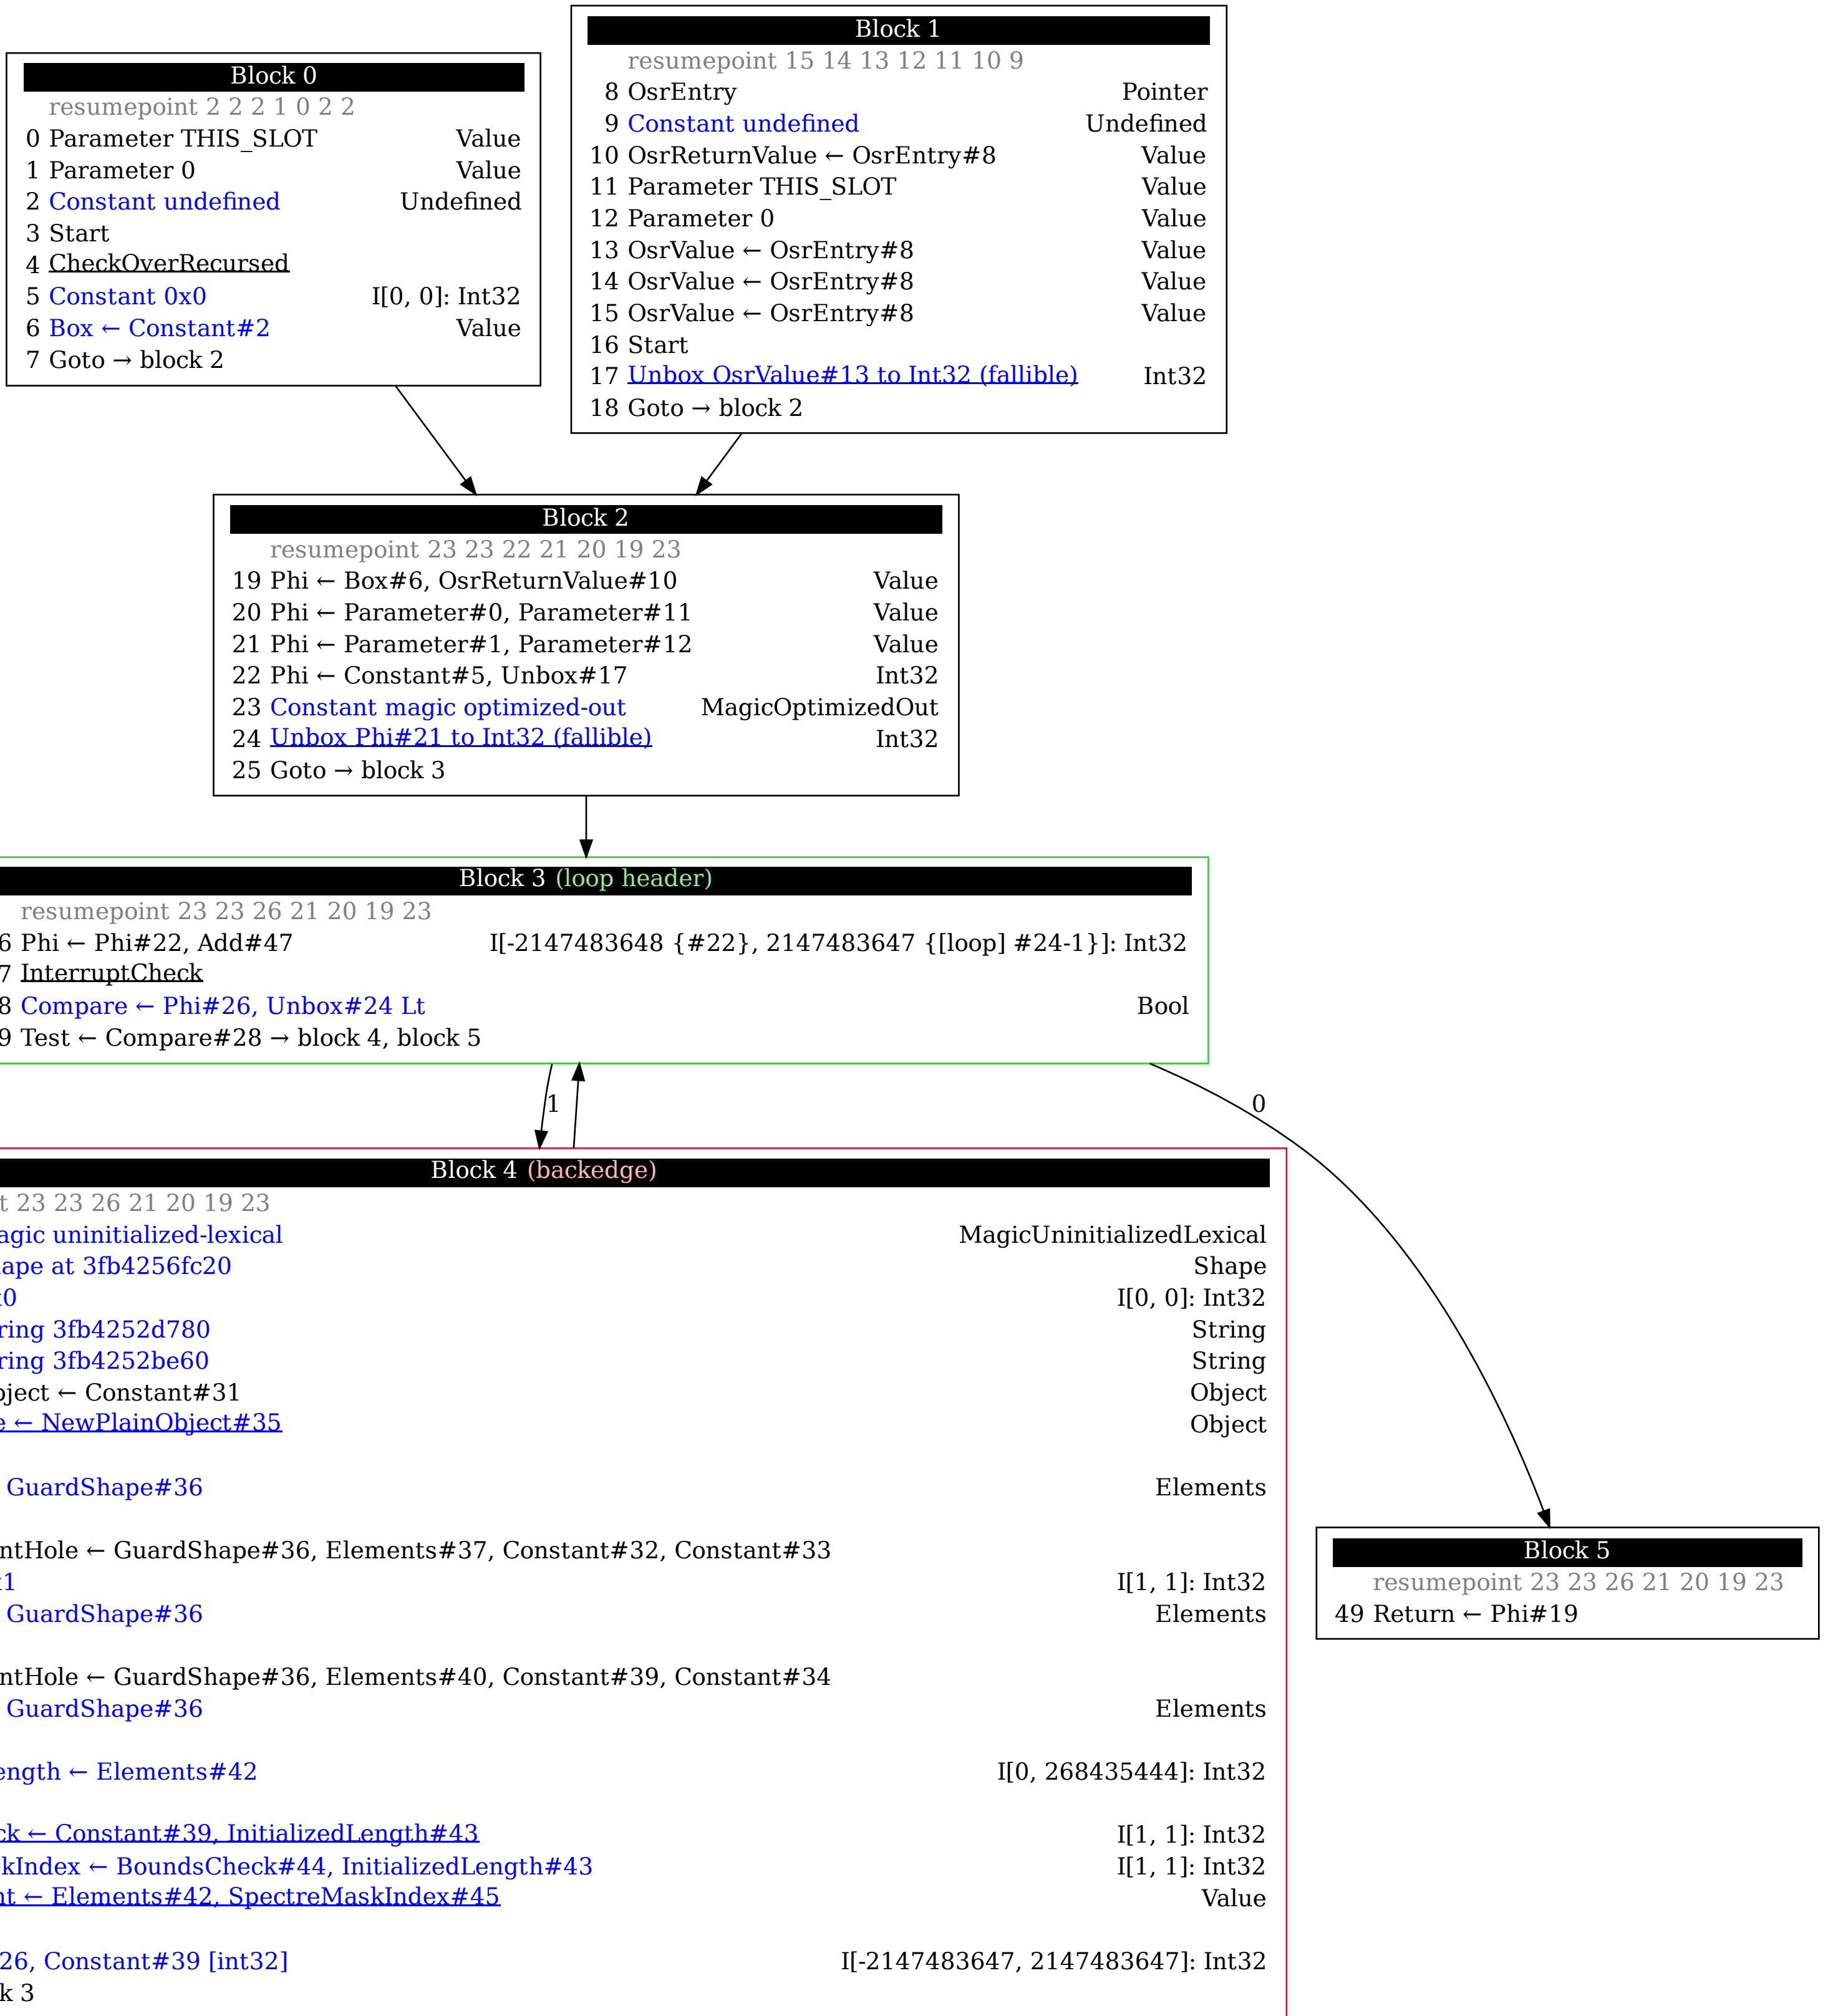 Block 0
resumepoint 2 2 2 1 0 2 2
0 Parameter THIS_SLOT Value
1 Parameter 0 Value
2 Constant undefined Undefined
3 Start
4 CheckOverRecursed
5 Constant 0x0 I[0, 0]: Int32
6 Box ← Constant#2 Value
7 Goto → block 2
Block 1
resumepoint 15 14 13 12 11 10 9
8 OsrEntry Pointer
9 Constant undefined Undefined
10 OsrReturnValue ← OsrEntry#8 Value
11 Parameter THIS_SLOT Value
12 Parameter 0 Value
13 OsrValue ← OsrEntry#8 Value
14 OsrValue ← OsrEntry#8 Value
15 OsrValue ← OsrEntry#8 Value
16 Start
17 Unbox OsrValue#13 to Int32 (fallible) Int32
18 Goto → block 2
Block 2
resumepoint 23 23 22 21 20 19 23
19 Phi ← Box#6, OsrReturnValue#10 Value
20 Phi ← Parameter#0, Parameter#11 Value
21 Phi ← Parameter#1, Parameter#12 Value
22 Phi ← Constant#5, Unbox#17 Int32
23 Constant magic optimized-out MagicOptimizedOut
24 Unbox Phi#21 to Int32 (fallible) Int32
25 Goto → block 3
Block 3 (loop header)
resumepoint 23 23 26 21 20 19 23
6 Phi ← Phi#22, Add#47 I[-2147483648 {#22}, 2147483647 {[loop] #24-1}]: Int32
7 InterruptCheck
8 Compare ← Phi#26, Unbox#24 Lt Bool
9 Test ← Compare#28 → block 4, block 5
1
0
Block 4 (backedge)
t 23 23 26 21 20 19 23
agic uninitialized-lexical MagicUninitializedLexical
ape at 3fb4256fc20 Shape
x0 I[0, 0]: Int32
ring 3fb4252d780 String
ring 3fb4252be60 String
bject ← Constant#31 Object
e ← NewPlainObject#35 Object
GuardShape#36 Elements
ntHole ← GuardShape#36, Elements#37, Constant#32, Constant#33
x1 I[1, 1]: Int32
GuardShape#36 Elements
ntHole ← GuardShape#36, Elements#40, Constant#39, Constant#34
GuardShape#36 Elements
ength ← Elements#42 I[0, 268435444]: Int32
ck ← Constant#39, InitializedLength#43 I[1, 1]: Int32
kIndex ← BoundsCheck#44, InitializedLength#43 I[1, 1]: Int32
nt ← Elements#42, SpectreMaskIndex#45 Value
26, Constant#39 [int32] I[-2147483647, 2147483647]: Int32
k 3
Block 5
resumepoint 23 23 26 21 20 19 23
49 Return ← Phi#19